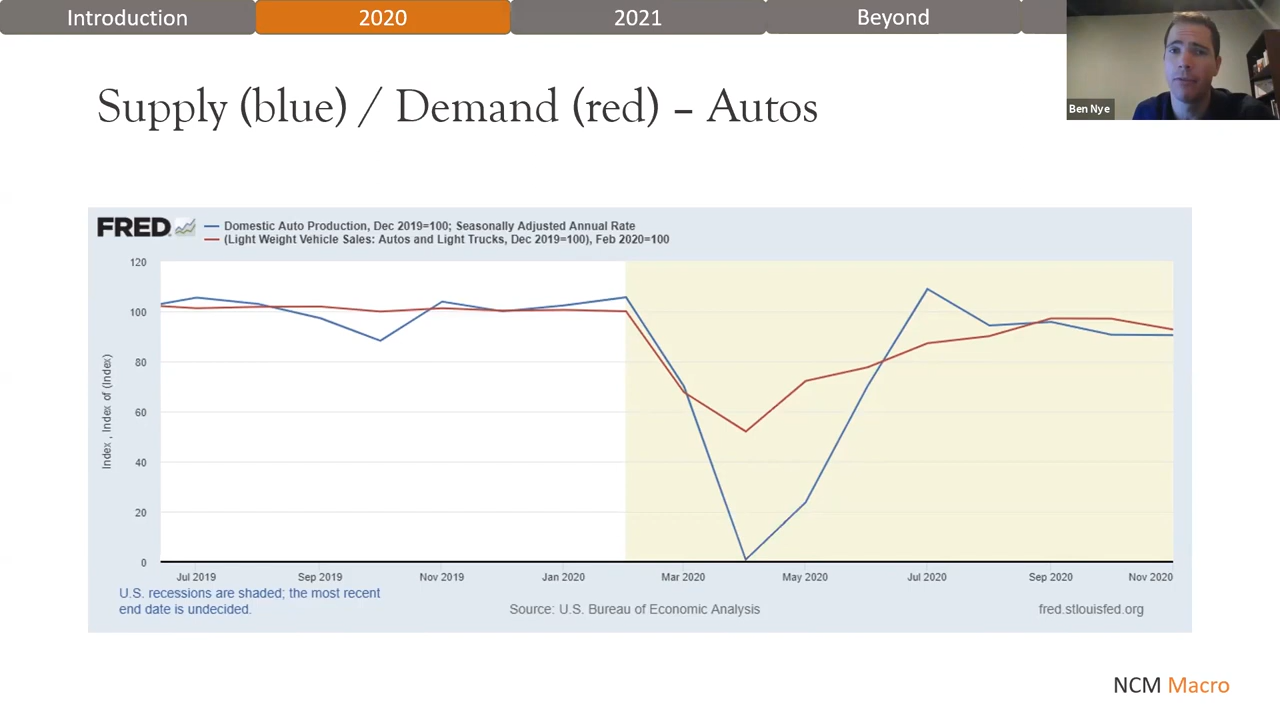 Introduction
2020
2021
Beyond
Ben Nye
Supply (blue) / Demand (red) – Autos
FRED
Domestic Auto Production, Dec 2019=100; Seasonally Adjusted Annual Rate
(Light Weight Vehicle Sales: Autos and Light Trucks, Dec 2019=100), Feb 2020=100
Index , Index of (Index)
120
100
80
60
40
20
0
Jul 2019
Sep 2019
Nov 2019
Jan 2020
Mar 2020
May 2020
Jul 2020
Sep 2020
Nov 2020
U.S. recessions are shaded; the most recent
end date is undecided.
Source: U.S. Bureau of Economic Analysis
fred.stlouisfed.org
NCM Macro